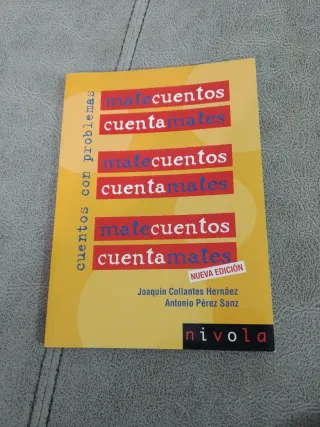 cuentos con problemas
matecuentos
cuentamates
matecuentos
cuentamates
matecuentos
cuentamates
NUEVA EDICIÓN
Joaquín Collantes Hernáez
Antonio Pérez Sanz
nivola